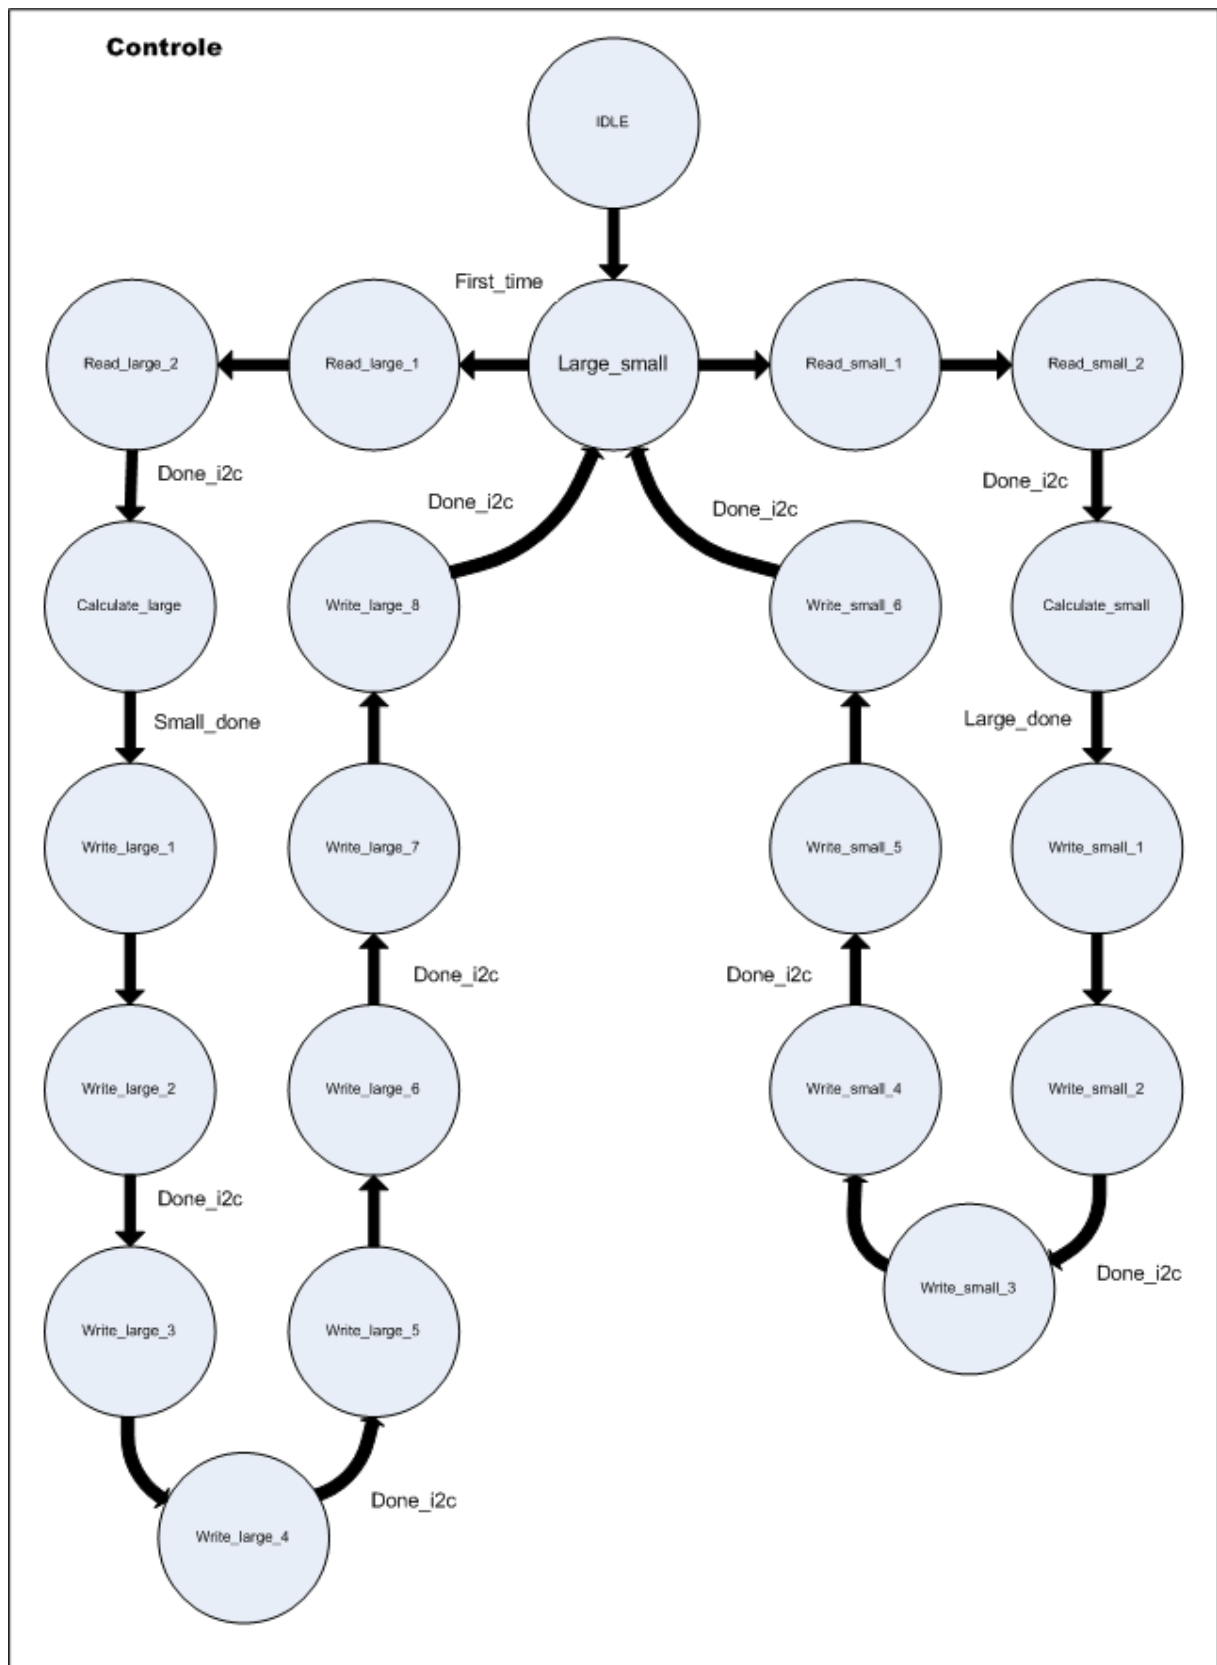 Controle
IDLE
First_time
Read_large_2
Read_large_1
Large_small
Read_small_1
Read_small_2
Done_i2c
Done_i2c
Done_i2c
Done_i2c
Calculate_large
Write_large_8
Write_small_6
Calculate_small
Small_done
Large_done
Write_large_1
Write_large_7
Write_small_5
Write_small_1
Done_i2c
Done_i2c
Write_large_2
Write_large_6
Write_small_4
Write_small_2
Done_i2c
Done_i2c
Write_small_3
Write_large_3
Write_large_5
Done_i2c
Write_large_4